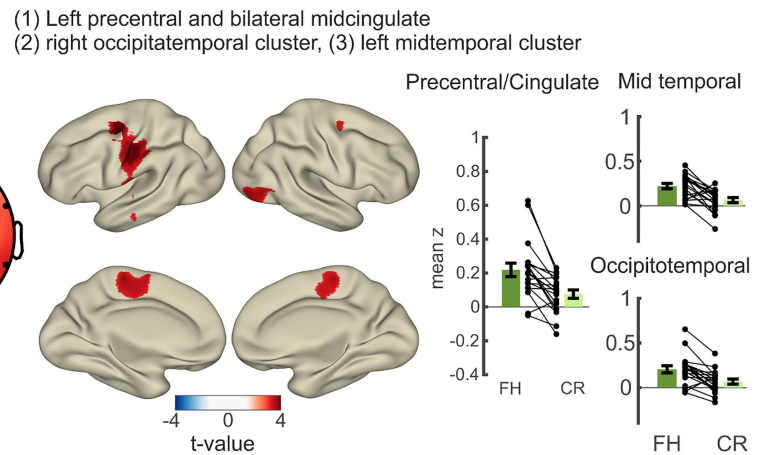 (1) Left precentral and bilateral midcingulate
(2) right occipitatemporal cluster, (3) left midtemporal cluster
Precentral/Cingulate
Mid temporal
1
0.8
0.6
0.4
0.2
0
-0.2
-0.4
mean z
FH
CR
1
0.5
0
Occipitotemporal
1
0.5
0
FH
CR
-4
0
4
t-value